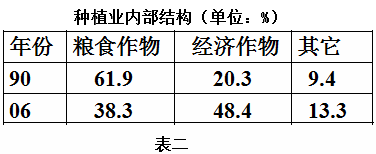 种植业内部结构（单位：%）
年份 粮食作物 经济作物 其它
90 61.9 20.3 9.4
06 38.3 48.4 13.3
表二